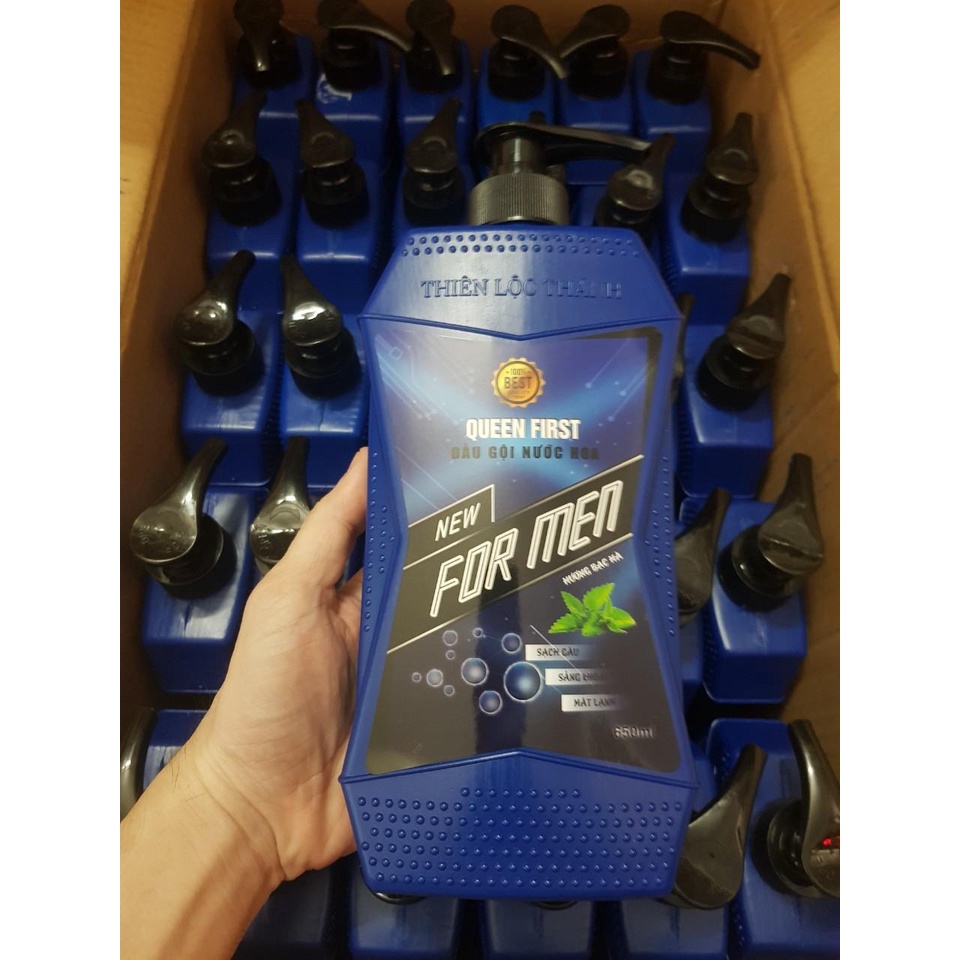 THIÊN LỘC THÀNH
100%
BEST
QUEEN FIRST
DẦU GỘI NƯỚC HOA
NEW
FOR MEN
HƯƠNG BẠC HÀ
SẠCH GÀU
SẢNG KHOÁI
MÁT LẠNH
650ml